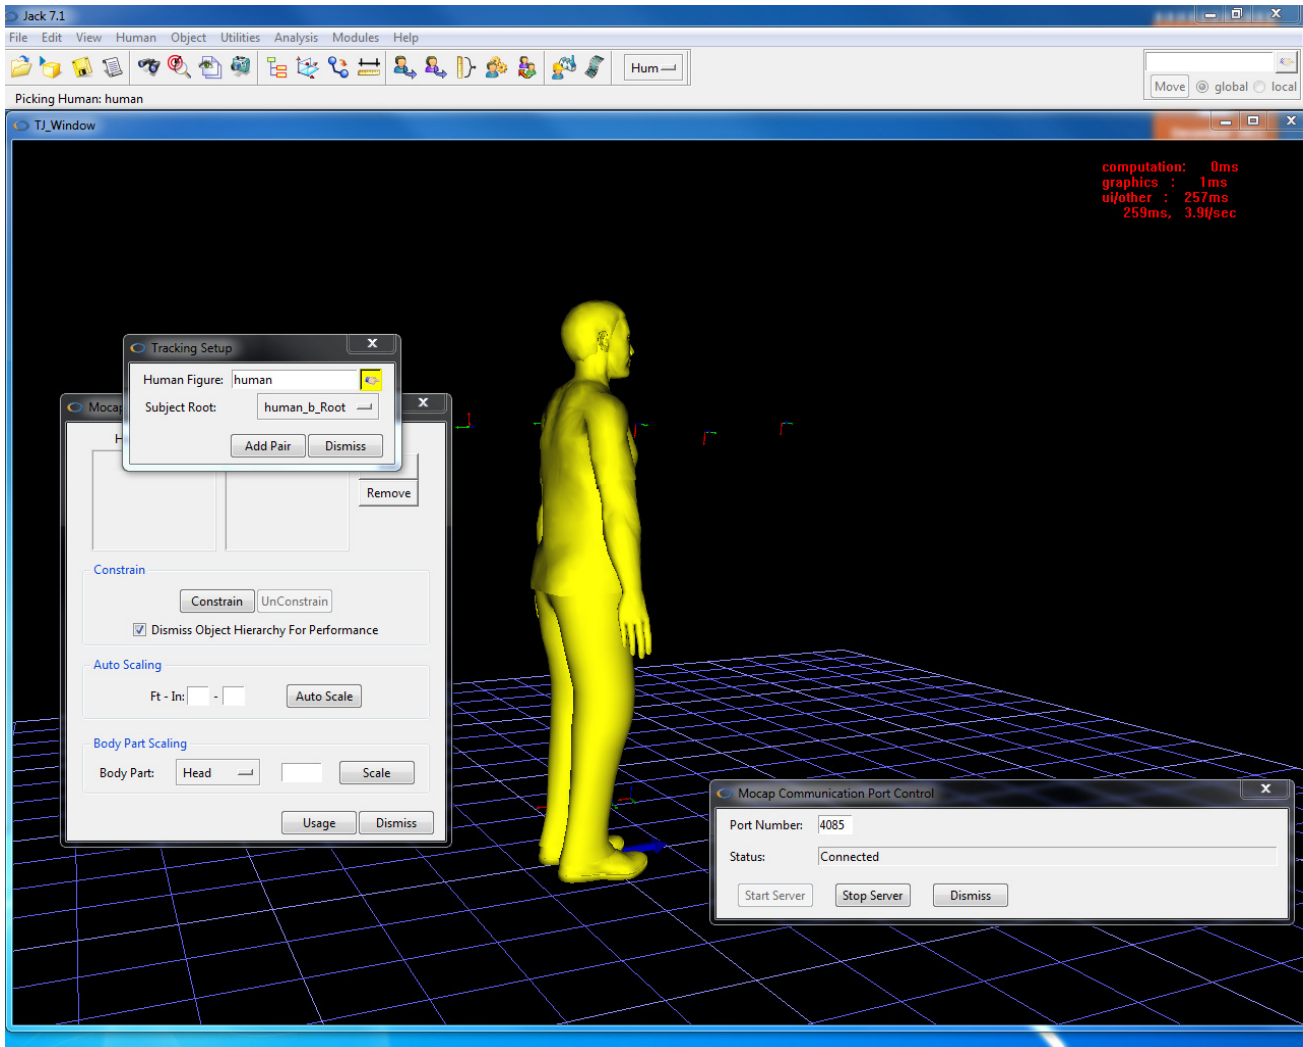 Jack 7.1
File Edit View Human Object Utilities Analysis Modules Help
Hum
Move global local
Picking Human: human
TJ_Window
computation: 0ms
graphics : 1ms
ui/other : 257ms
259ms, 3.9f/sec
Tracking Setup
Human Figure: human
Subject Root: human_b_Root
Add Pair Dismiss
Mocap
H
Remove
Constrain
Constrain UnConstrain
Dismiss Object Hierarchy For Performance
Auto Scaling
Ft - In: - Auto Scale
Body Part Scaling
Body Part: Head Scale
Usage Dismiss
Mocap Communication Port Control
Port Number: 4085
Status: Connected
Start Server Stop Server Dismiss